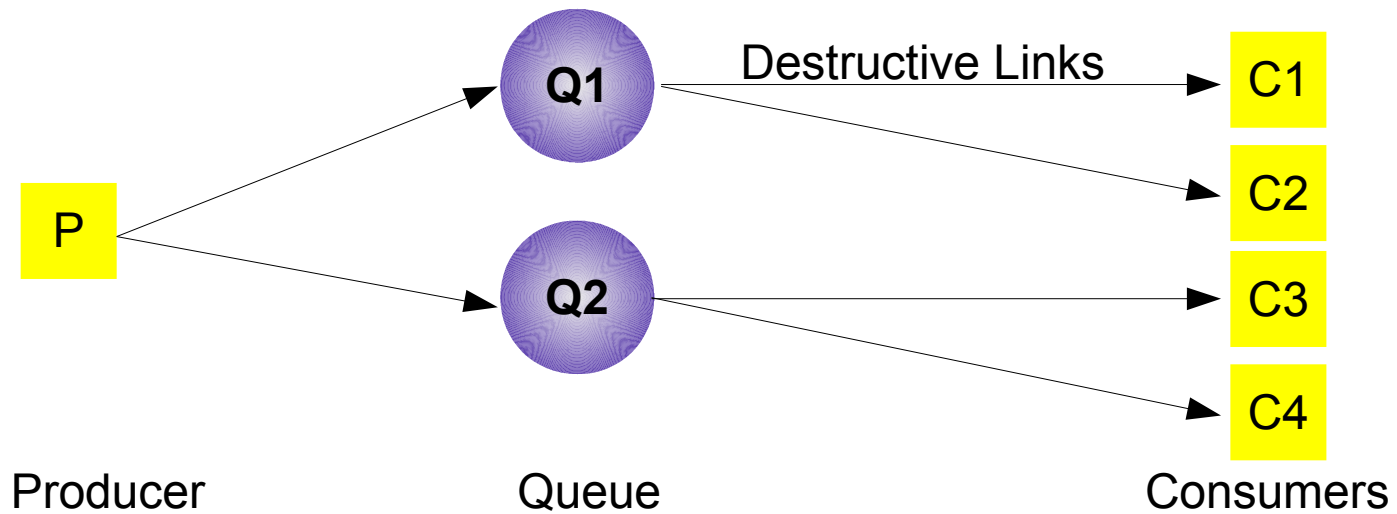 Q1
Destructive Links
C1
P
C2
Q2
C3
C4
Producer
Queue
Consumers